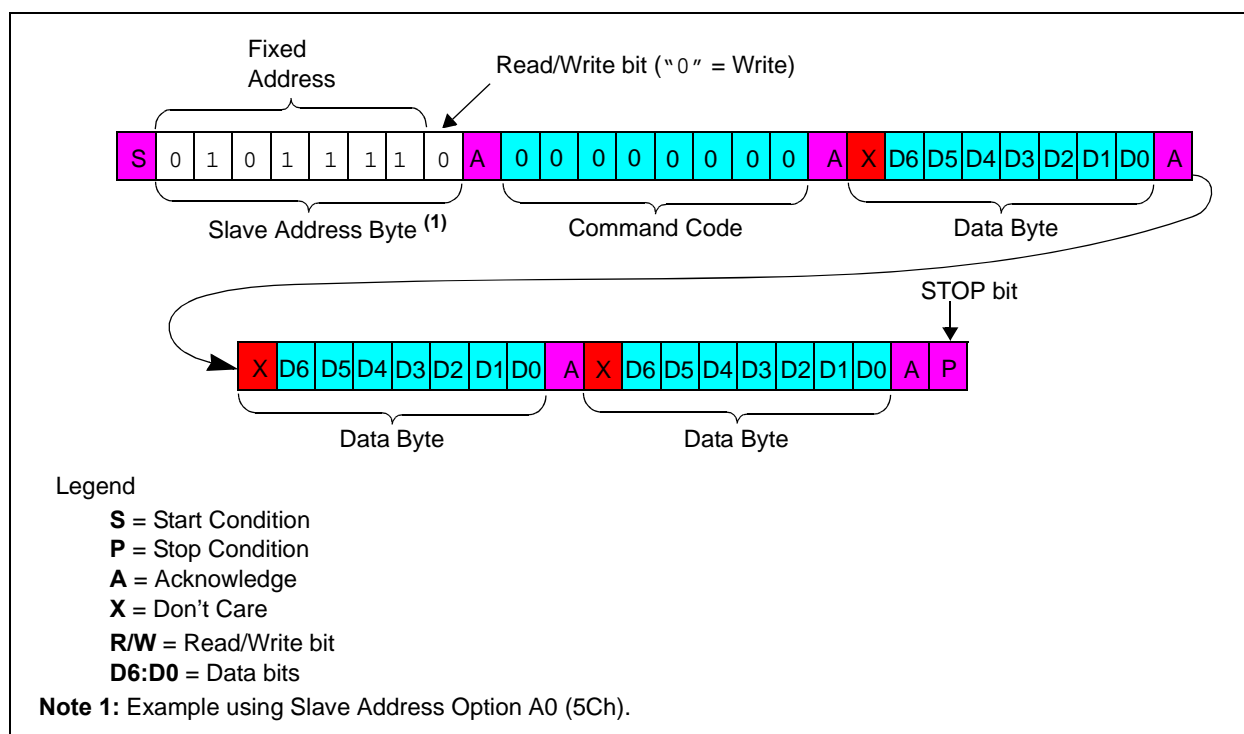 Fixed
Address
Read/Write bit ("0" = Write)
S 0 1 0 1 1 1 1 0 A 0 0 0 0 0 0 0 0 A X D6 D5 D4 D3 D2 D1 D0 A
Slave Address Byte (1) Command Code Data Byte
STOP bit
X D6 D5 D4 D3 D2 D1 D0 A X D6 D5 D4 D3 D2 D1 D0 A P
Data Byte Data Byte
Legend
S = Start Condition
P = Stop Condition
A = Acknowledge
X = Don't Care
R/W = Read/Write bit
D6:D0 = Data bits
Note 1: Example using Slave Address Option A0 (5Ch).